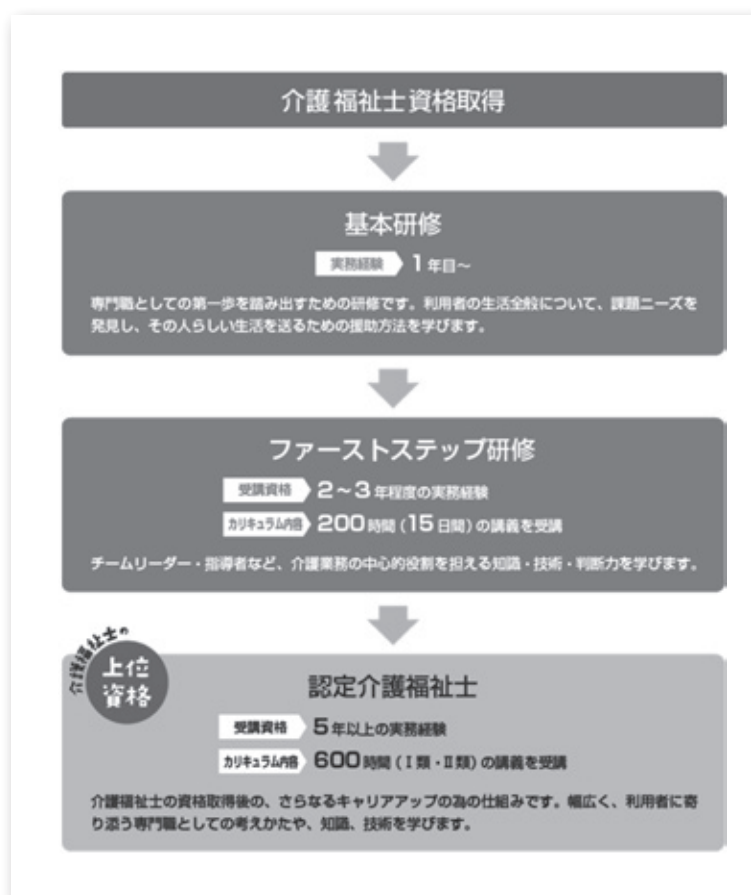 介護福祉士資格取得
基本研修
実務経験 1年目～
専門職としての第一歩を踏み出すための研修です。利用者の生活全般について、課題ニーズを
発見し、その人らしい生活を送るための援助方法を学びます。
ファーストステップ研修
受講資格 2～3年程度の実務経験
カリキュラム内容 200時間（15日間）の講義を受講
チームリーダー・指導者など、介護業務の中心的役割を担える知識・技術・判断力を学びます。
介護福祉士の
上位
資格
認定介護福祉士
受講資格 5年以上の実務経験
カリキュラム内容 600時間（Ⅰ類・Ⅱ類）の講義を受講
介護福祉士の資格取得後の、さらなるキャリアアップの為の仕組みです。幅広く、利用者に寄
り添う専門職としての考えかたや、知識、技術を学びます。